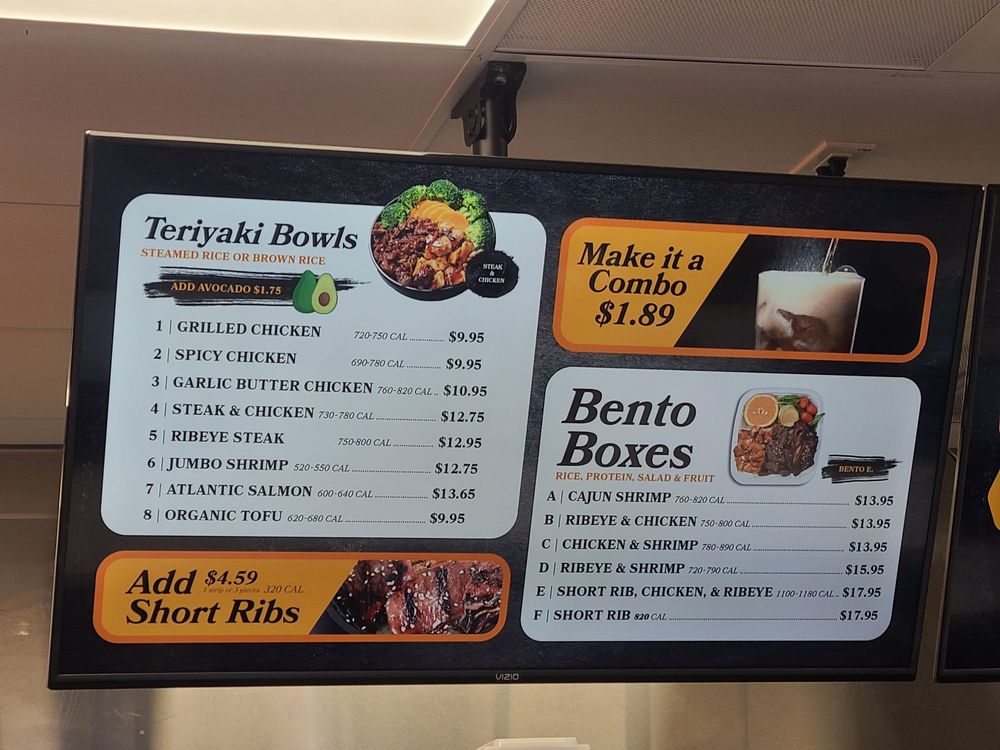 Teriyaki Bowls
STEAMED RICE OR BROWN RICE
ADD AVOCADO $1.75
STEAK
&
CHICKEN
1 | GRILLED CHICKEN 720-750 CAL ............ $9.95
2 | SPICY CHICKEN 690-780 CAL ............ $9.95
3 | GARLIC BUTTER CHICKEN 760-820 CAL .. $10.95
4 | STEAK & CHICKEN 730-780 CAL ............ $12.75
5 | RIBEYE STEAK 750-800 CAL ............ $12.95
6 | JUMBO SHRIMP 520-550 CAL ............ $12.75
7 | ATLANTIC SALMON 600-640 CAL ............ $13.65
8 | ORGANIC TOFU 620-680 CAL ............ $9.95
Add $4.59
1 strip or 3 pieces 320 CAL
Short Ribs
Make it a
Combo
$1.89
Bento
Boxes
RICE, PROTEIN, SALAD & FRUIT
BENTO E.
A | CAJUN SHRIMP 760-820 CAL ............ $13.95
B | RIBEYE & CHICKEN 750-800 CAL ............ $13.95
C | CHICKEN & SHRIMP 780-890 CAL ............ $13.95
D | RIBEYE & SHRIMP 720-790 CAL ............ $15.95
E | SHORT RIB, CHICKEN, & RIBEYE 1100-1180 CAL .. $17.95
F | SHORT RIB 820 CAL ............ $17.95
VIZIO